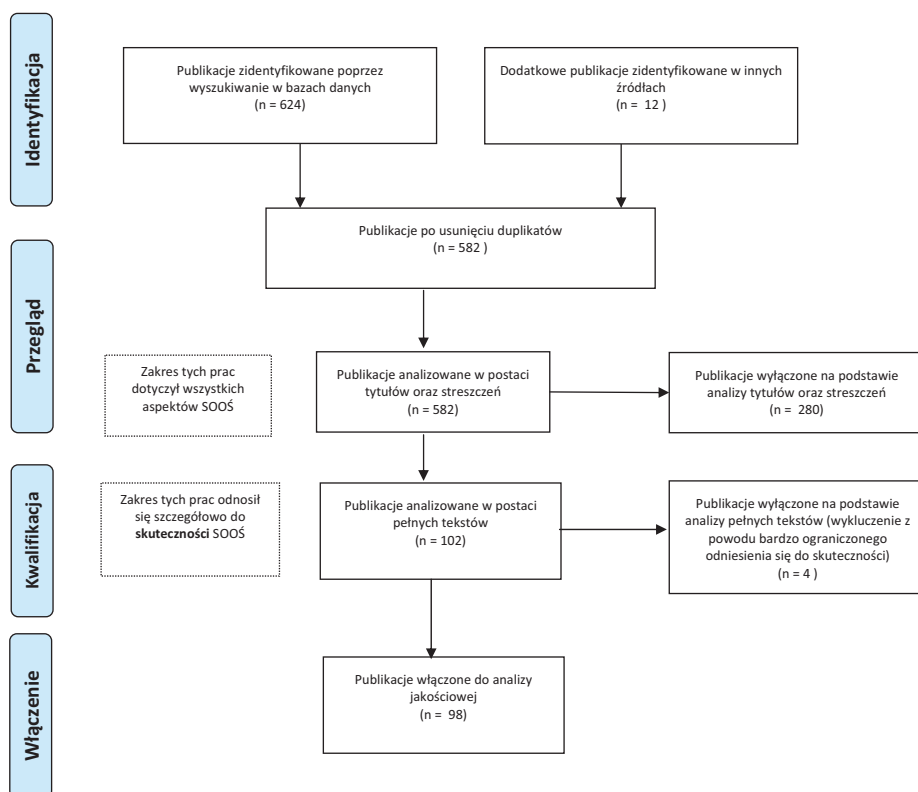 Identyfikacja
Publikacje zidentyfikowane poprzez
wyszukiwanie w bazach danych
(n = 624)
Dodatkowe publikacje zidentyfikowane w innych
źródłach
(n = 12 )
Publikacje po usunięciu duplikatów
(n = 582 )
Przegląd
Zakres tych prac
dotyczył wszystkich
aspektów SOOŚ
Publikacje analizowane w postaci
tytułów oraz streszczeń
(n = 582)
Publikacje wyłączone na podstawie
analizy tytułów oraz streszczeń
(n = 280)
Kwalifikacja
Zakres tych prac odnosił
się szczegółowo do
skuteczności SOOŚ
Publikacje analizowane w postaci
pełnych tekstów
(n = 102)
Publikacje wyłączone na podstawie
analizy pełnych tekstów (wykluczenie z
powodu bardzo ograniczonego
odniesienia się do skuteczności)
(n = 4 )
Włączenie
Publikacje włączone do analizy
jakościowej
(n = 98)